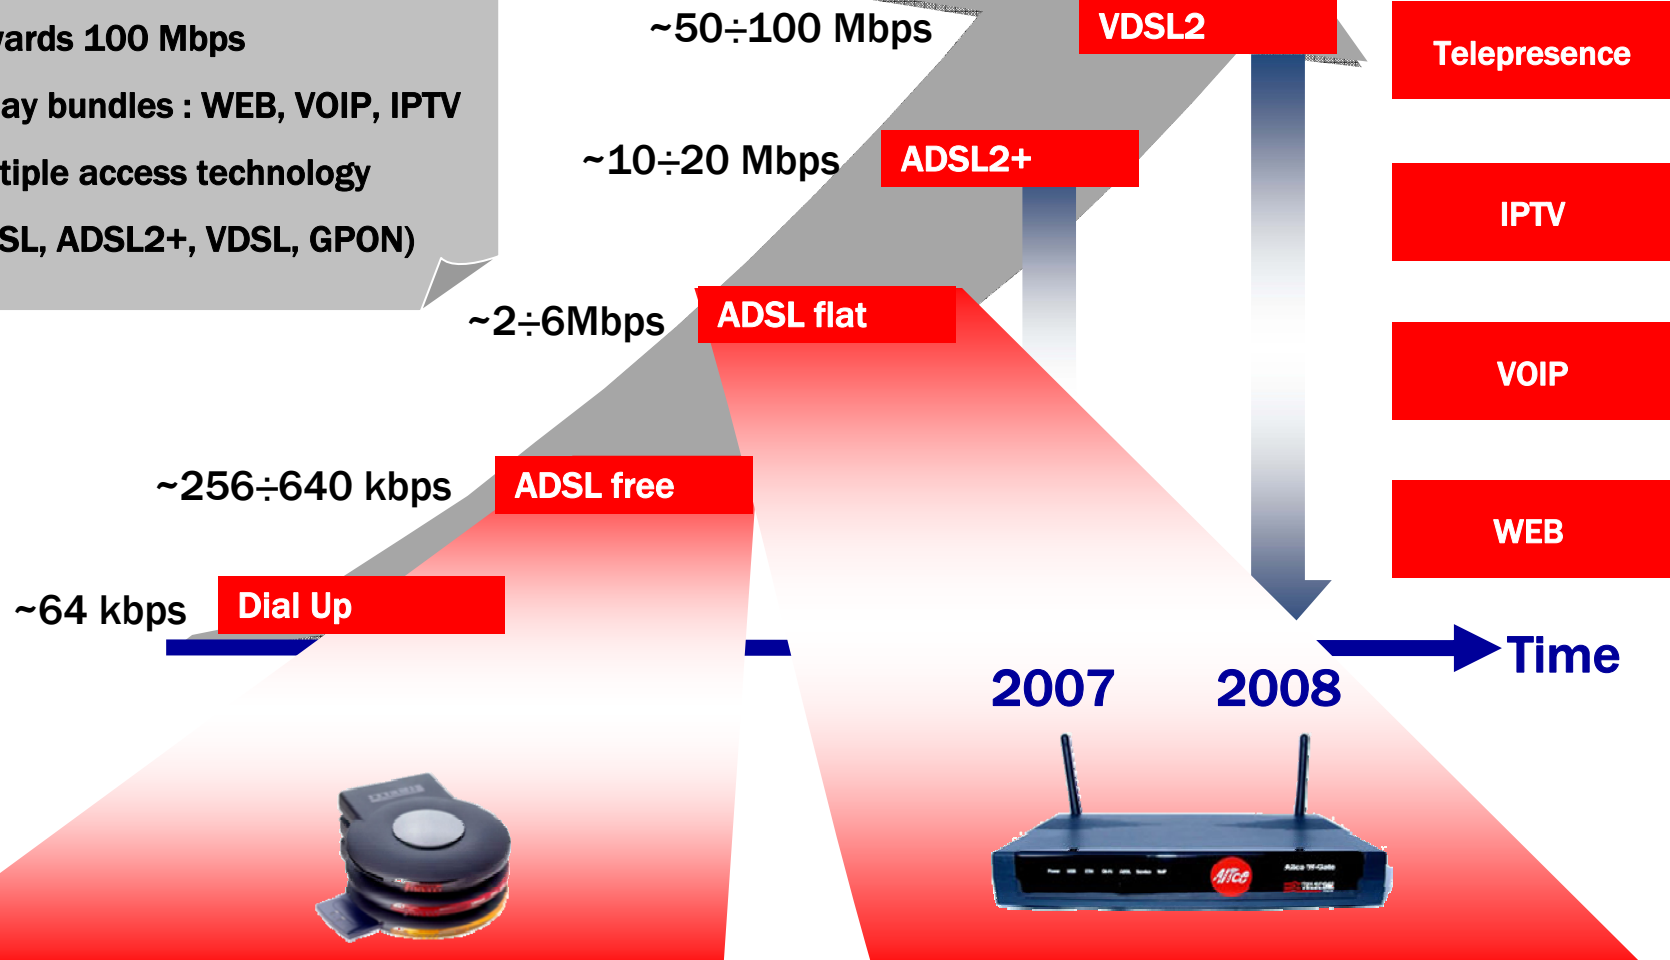 wards 100 Mbps
ay bundles : WEB, VOIP, IPTV
tiple access technology
SL, ADSL2+, VDSL, GPON)
~50÷100 Mbps
VDSL2
Telepresence
~10÷20 Mbps
ADSL2+
IPTV
~2÷6Mbps
ADSL flat
VOIP
~256÷640 kbps
ADSL free
WEB
~64 kbps
Dial Up
Time
2007
2008
Alice